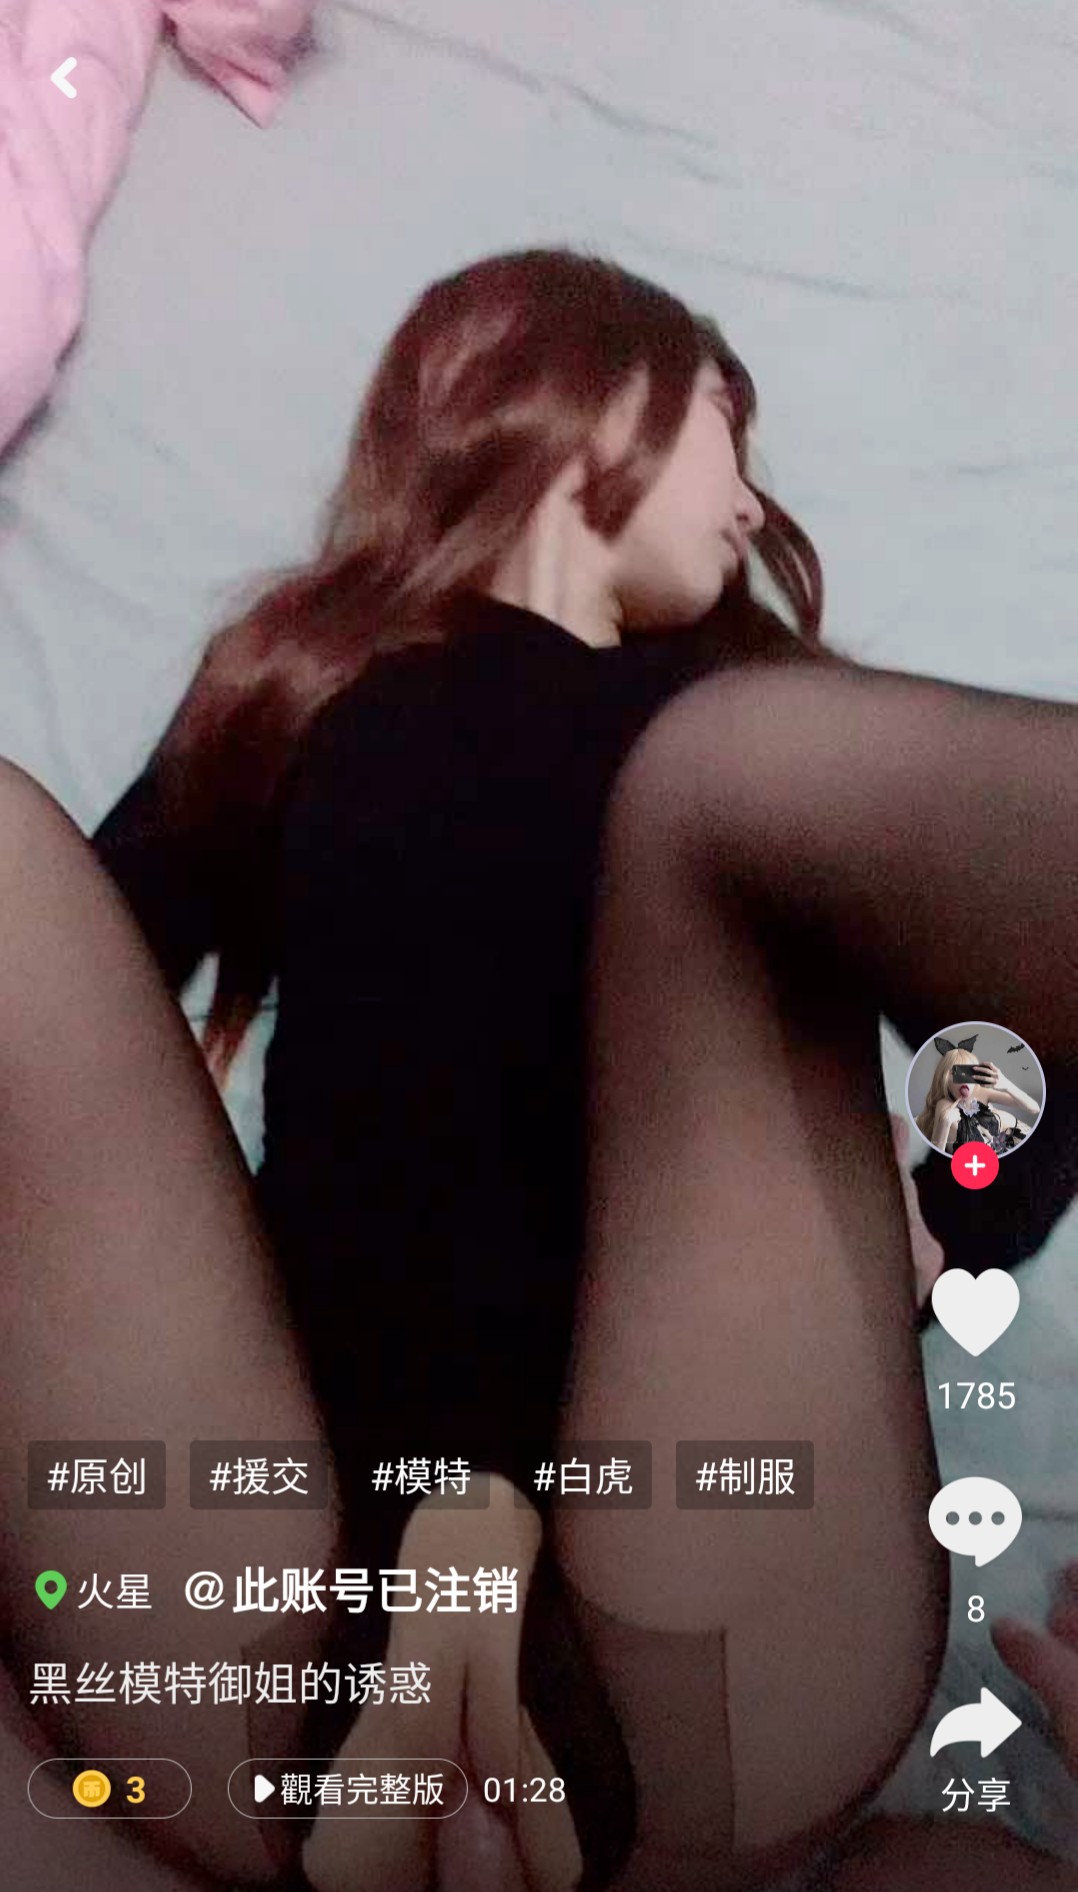 1785
#原创 #援交 #模特 #白虎 #制服
火星 @此账号已注销
8
黑丝模特御姐的诱惑
币 3 觀看完整版 01:28
分享